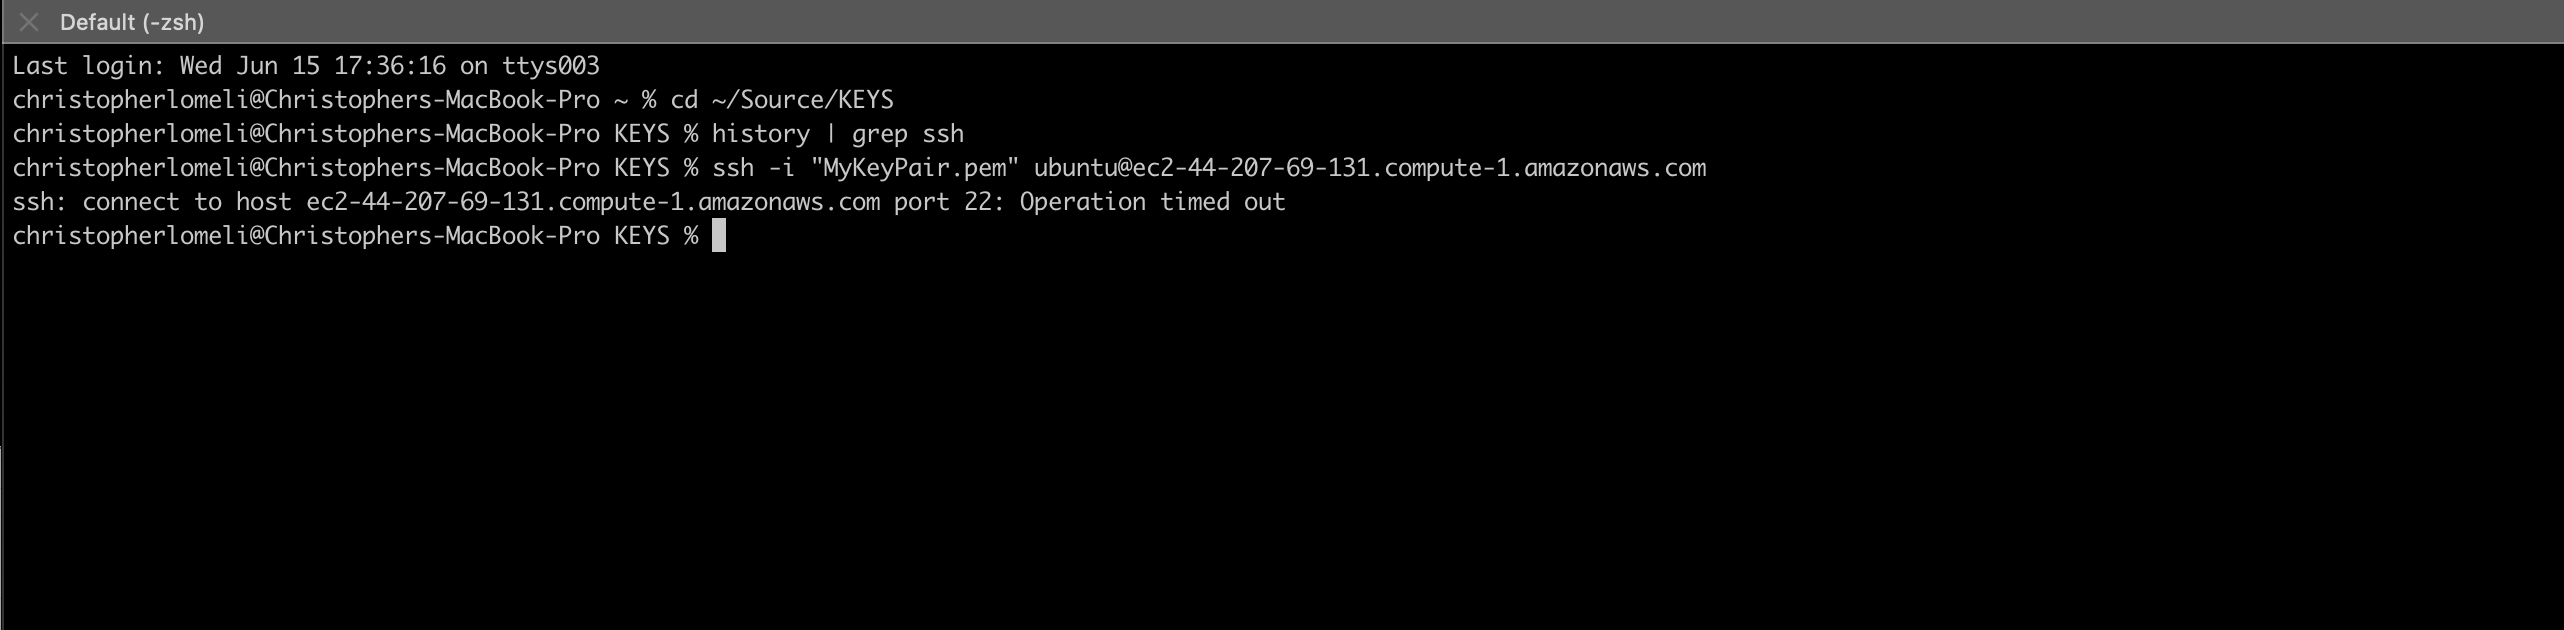 Default (-zsh)
Last login: Wed Jun 15 17:36:16 on ttys003
christopherlomeli@Christophers-MacBook-Pro ~ % cd ~/Source/KEYS
christopherlomeli@Christophers-MacBook-Pro KEYS % history | grep ssh
christopherlomeli@Christophers-MacBook-Pro KEYS % ssh -i "MyKeyPair.pem" ubuntu@ec2-44-207-69-131.compute-1.amazonaws.com
ssh: connect to host ec2-44-207-69-131.compute-1.amazonaws.com port 22: Operation timed out
christopherlomeli@Christophers-MacBook-Pro KEYS %